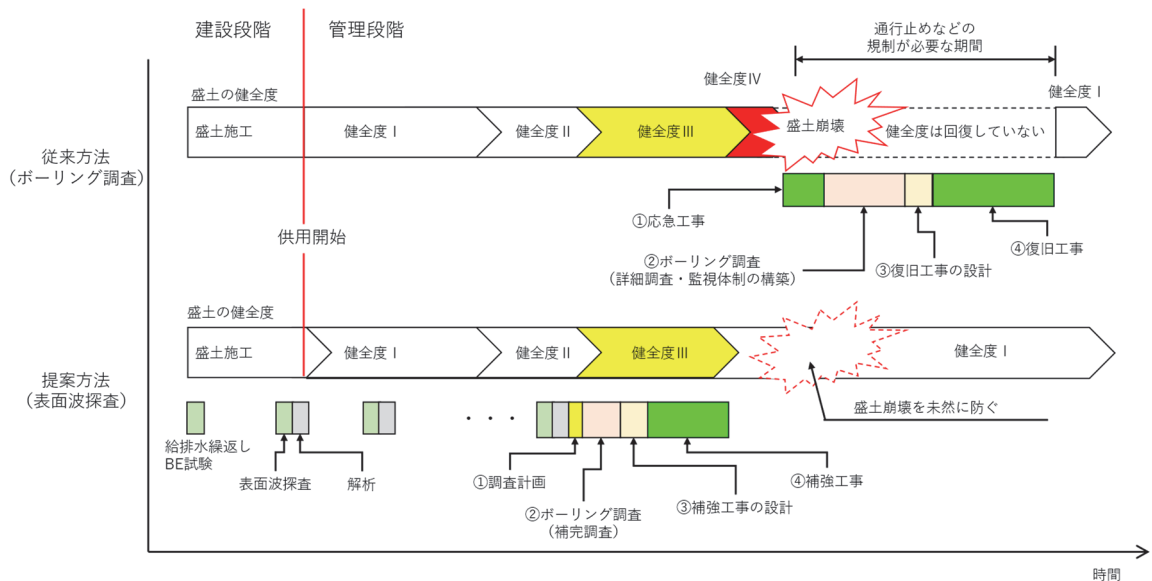 建設段階
管理段階
通行止めなどの
規制が必要な期間
健全度Ⅳ
健全度Ⅰ
盛土の健全度
盛土施工
健全度Ⅰ
健全度Ⅱ
健全度Ⅲ
盛土崩壊
健全度は回復していない
従来方法
(ボーリング調査)
①応急工事
供用開始
②ボーリング調査
(詳細調査・監視体制の構築)
③復旧工事の設計
④復旧工事
盛土の健全度
盛土施工
健全度Ⅰ
健全度Ⅱ
健全度Ⅲ
健全度Ⅰ
提案方法
(表面波探査)
盛土崩壊を未然に防ぐ
・・・
給排水繰返し
BE試験
表面波探査
解析
①調査計画
②ボーリング調査
(補完調査)
③補強工事の設計
④補強工事
時間